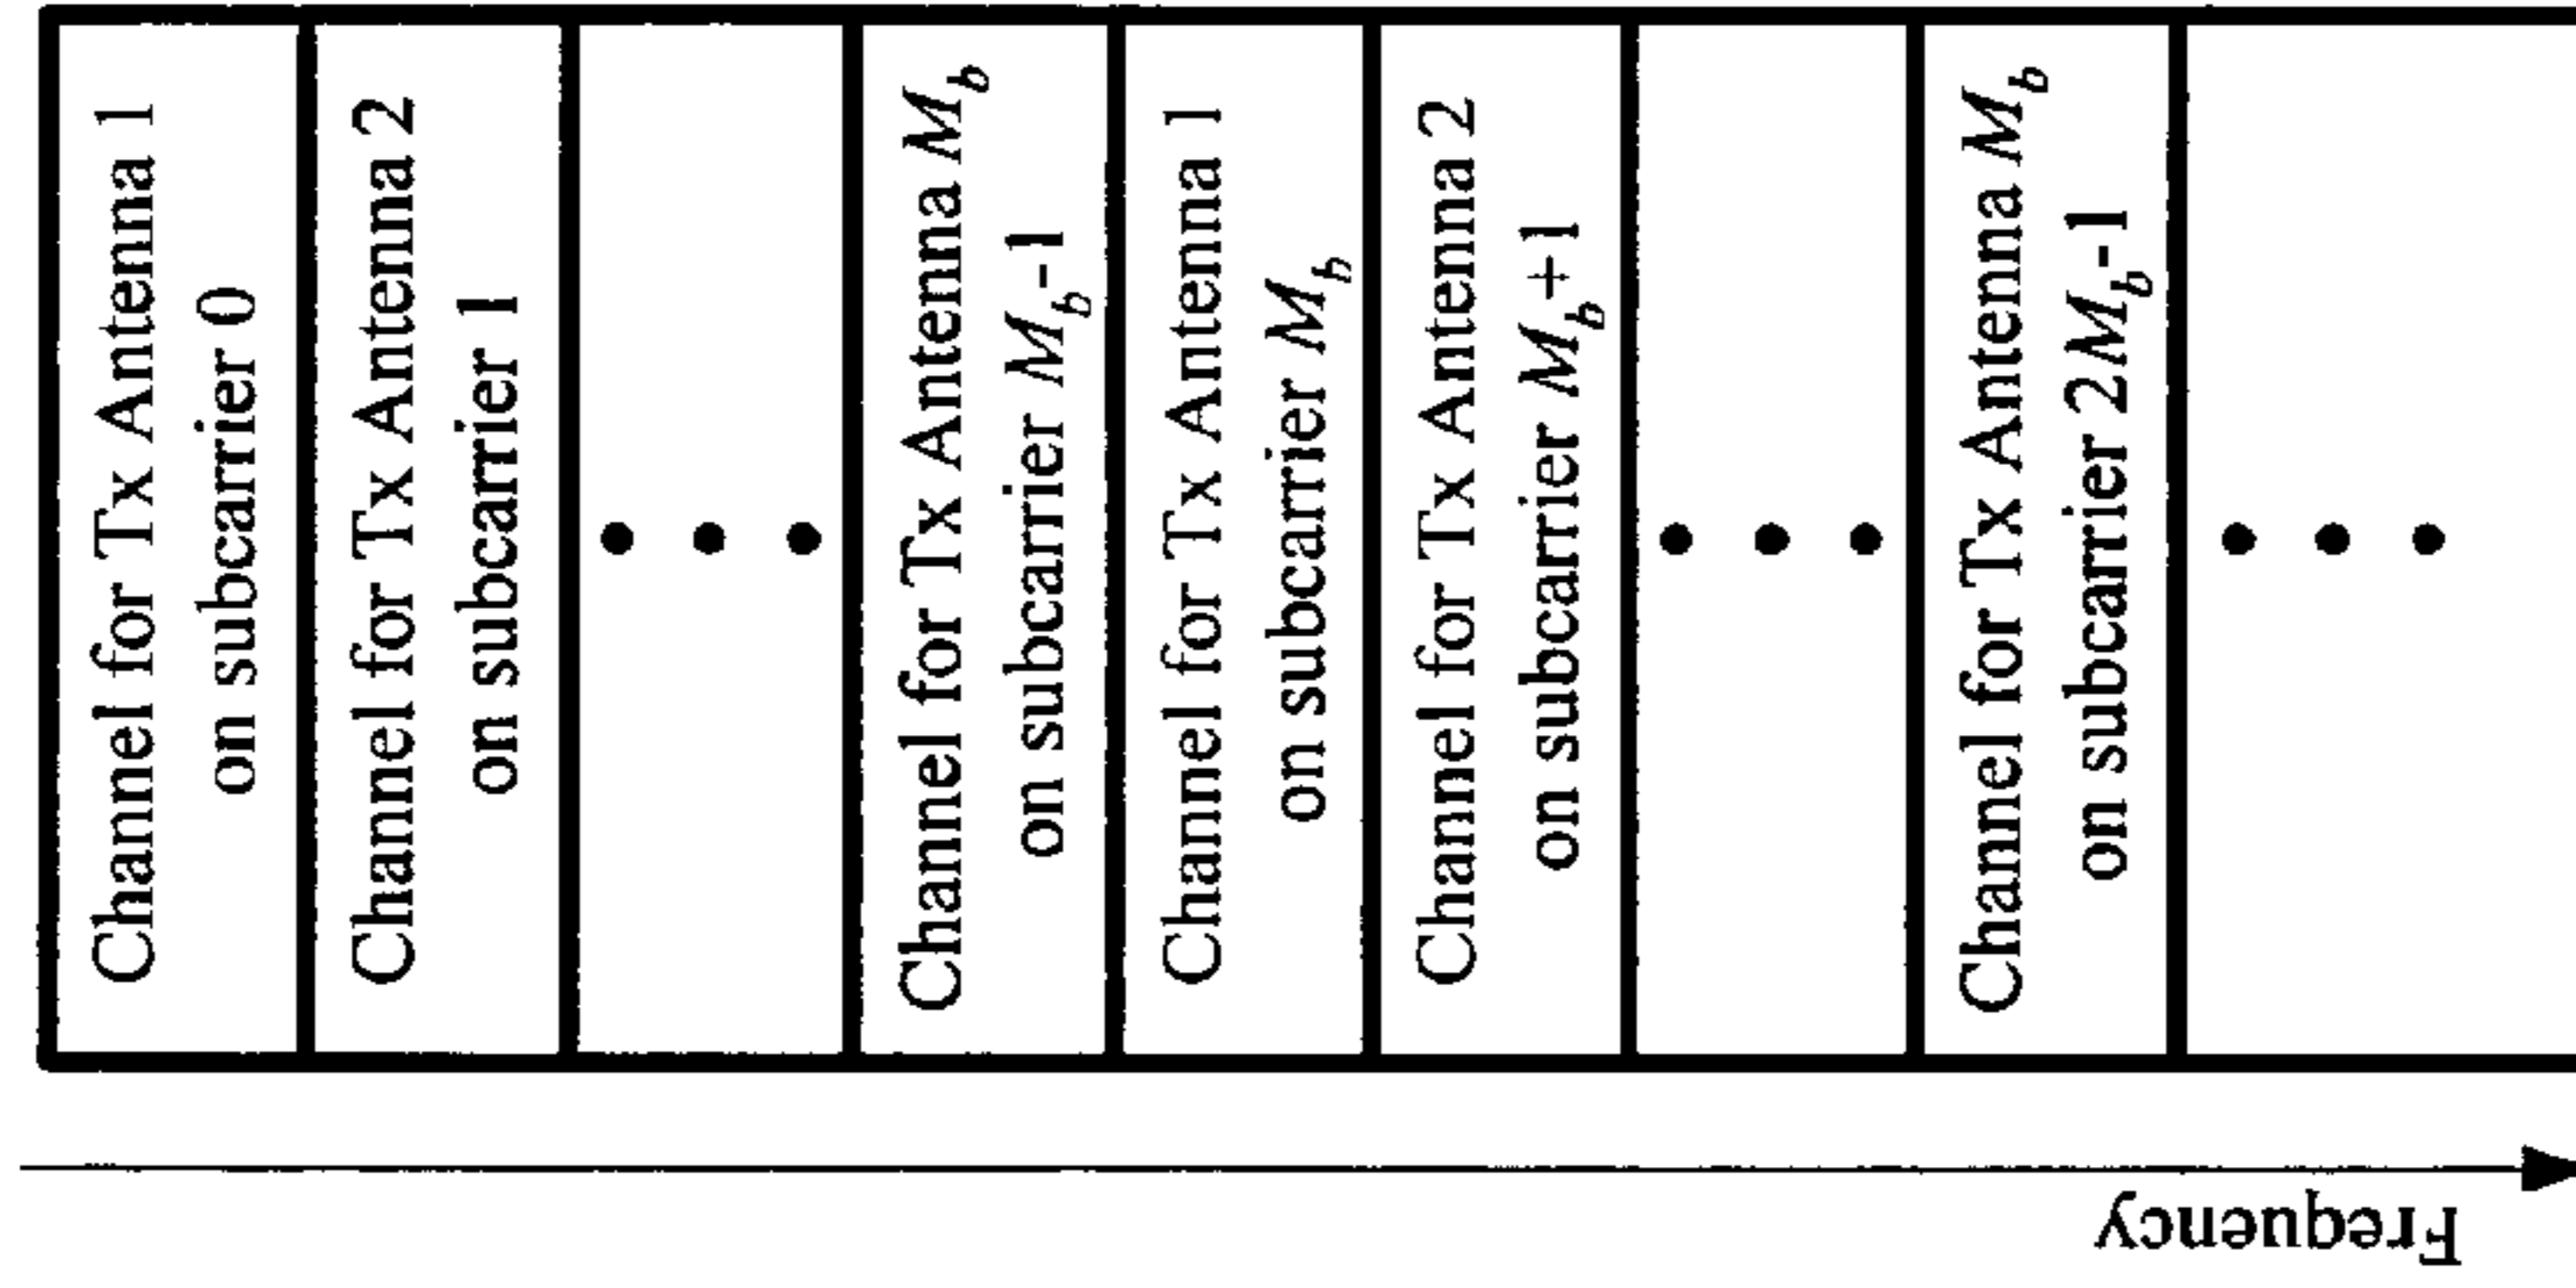 Channel for Tx Antenna 1
on subcarrier 0
Channel for Tx Antenna 2
on subcarrier 1
Channel for Tx Antenna M_b
on subcarrier M_b-1
Channel for Tx Antenna 1
on subcarrier M_b
Channel for Tx Antenna 2
on subcarrier M_b+1
Channel for Tx Antenna M_b
on subcarrier 2M_b-1
Frequency